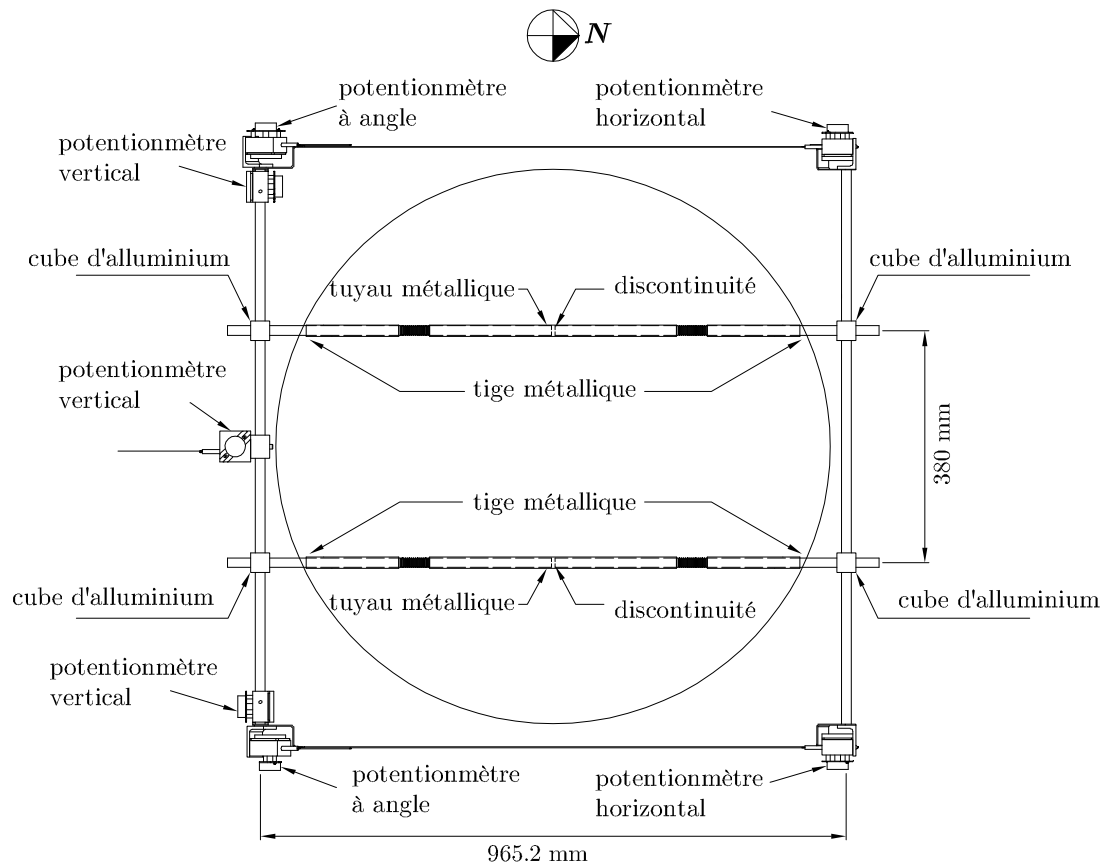 N
potentionmètre
à angle
potentionmètre
horizontal
potentionmètre
vertical
cube d'alluminium
cube d'alluminium
tuyau métallique
discontinuité
potentionmètre
vertical
tige métallique
380 mm
tige métallique
cube d'alluminium
tuyau métallique
discontinuité
cube d'alluminium
potentionmètre
vertical
potentionmètre
à angle
potentionmètre
horizontal
965.2 mm